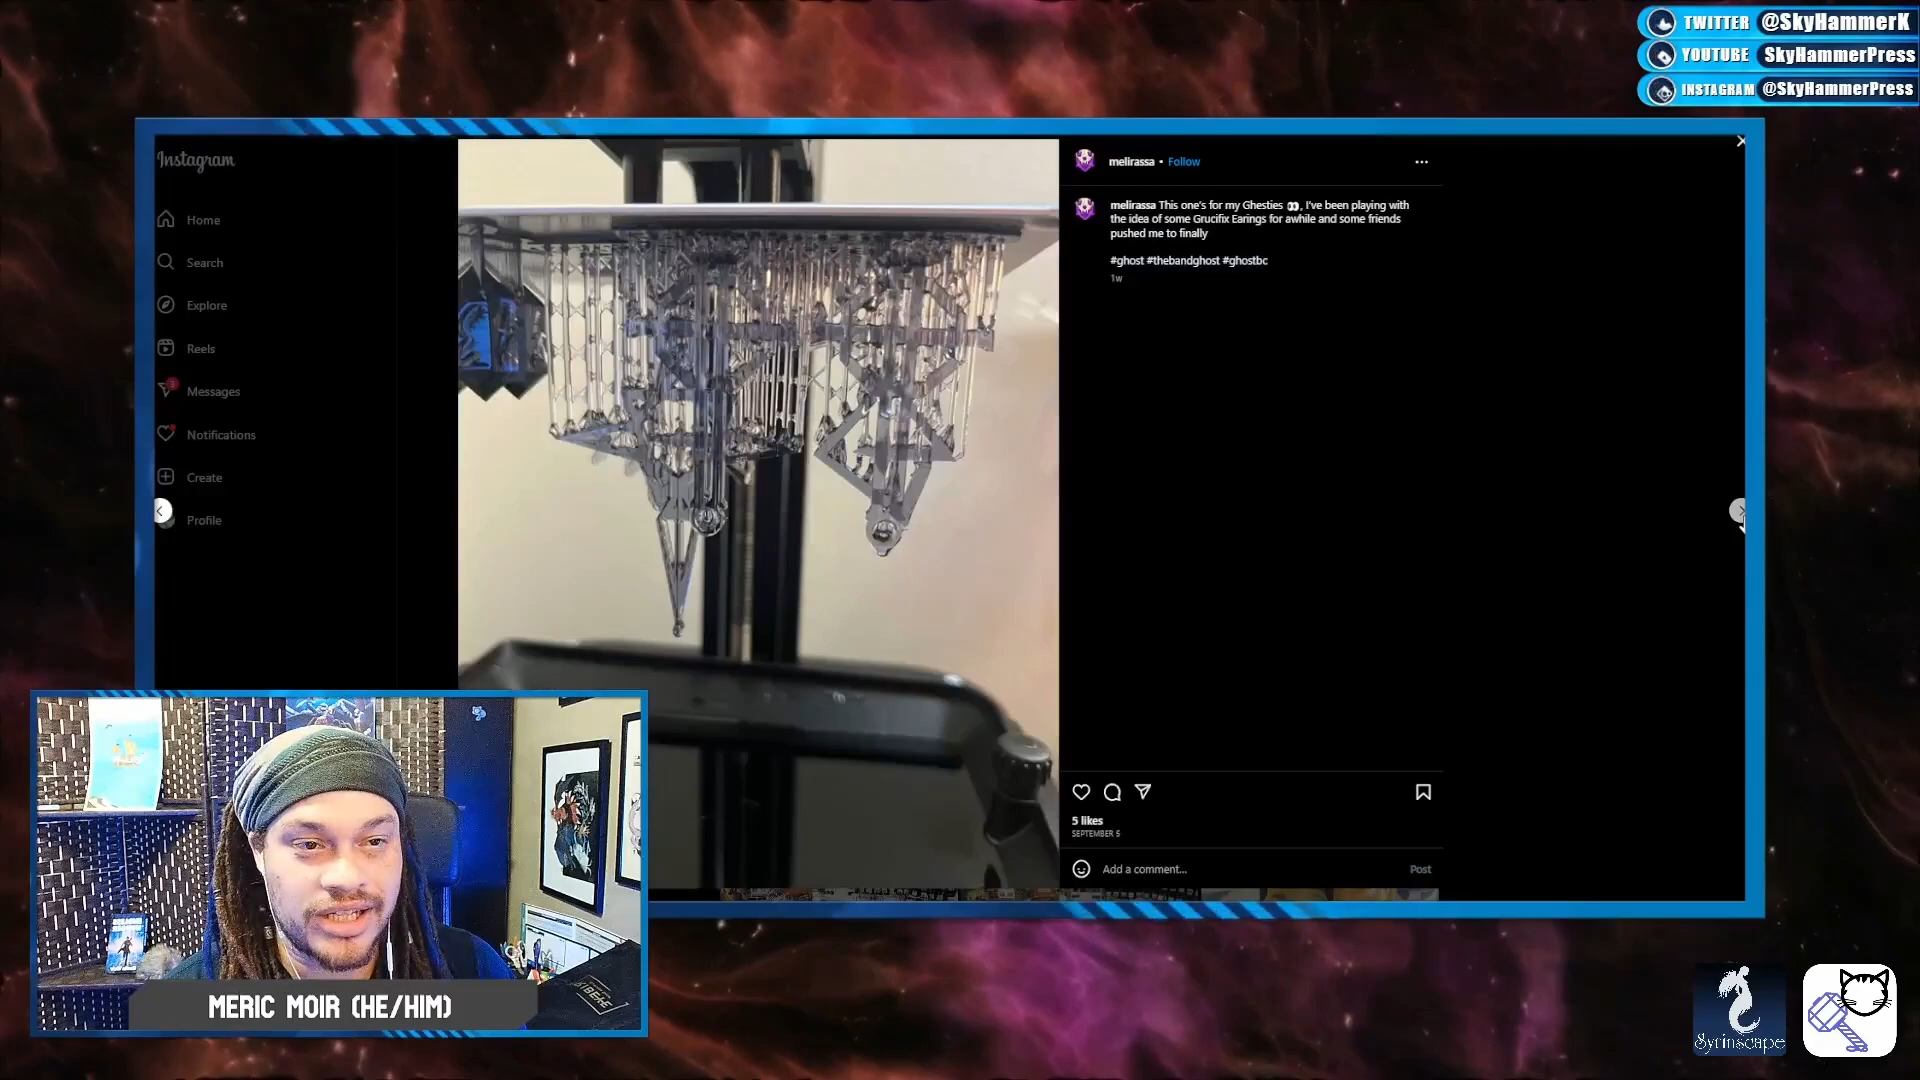 TWITTER @SkyHammerK
YOUTUBE SkyHammerPress
INSTAGRAM @SkyHammerPress
Instagram
Home
Search
Explore
Reels
3
Messages
Notifications
Create
Profile
melirassa • Follow
melirassa This one's for my Ghesties 👀, I've been playing with
the idea of some Grucifix Earings for awhile and some friends
pushed me to finally
#ghost #thebandghost #ghostbc
1w
5 likes
SEPTEMBER 5
Add a comment...
Post
MERIC MOIR (HE/HIM)
Syrinscape